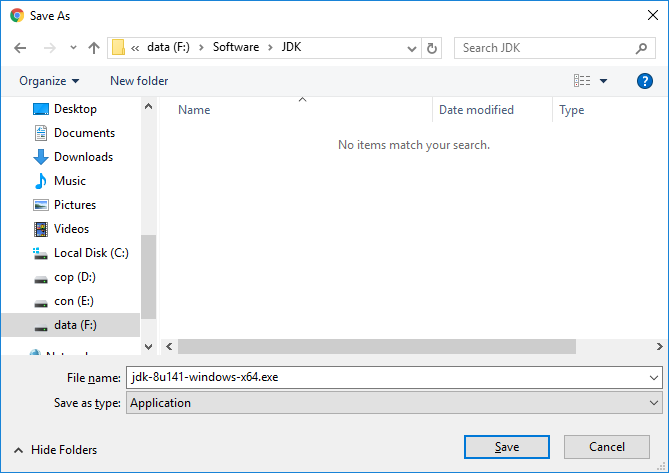 Save As
« data (F:) > Software > JDK
Search JDK
Organize
New folder
Name
Date modified
Type
No items match your search.
Desktop
Documents
Downloads
Music
Pictures
Videos
Local Disk (C:)
cop (D:)
con (E:)
data (F:)
File name: jdk-8u141-windows-x64.exe
Save as type: Application
Hide Folders
Save
Cancel